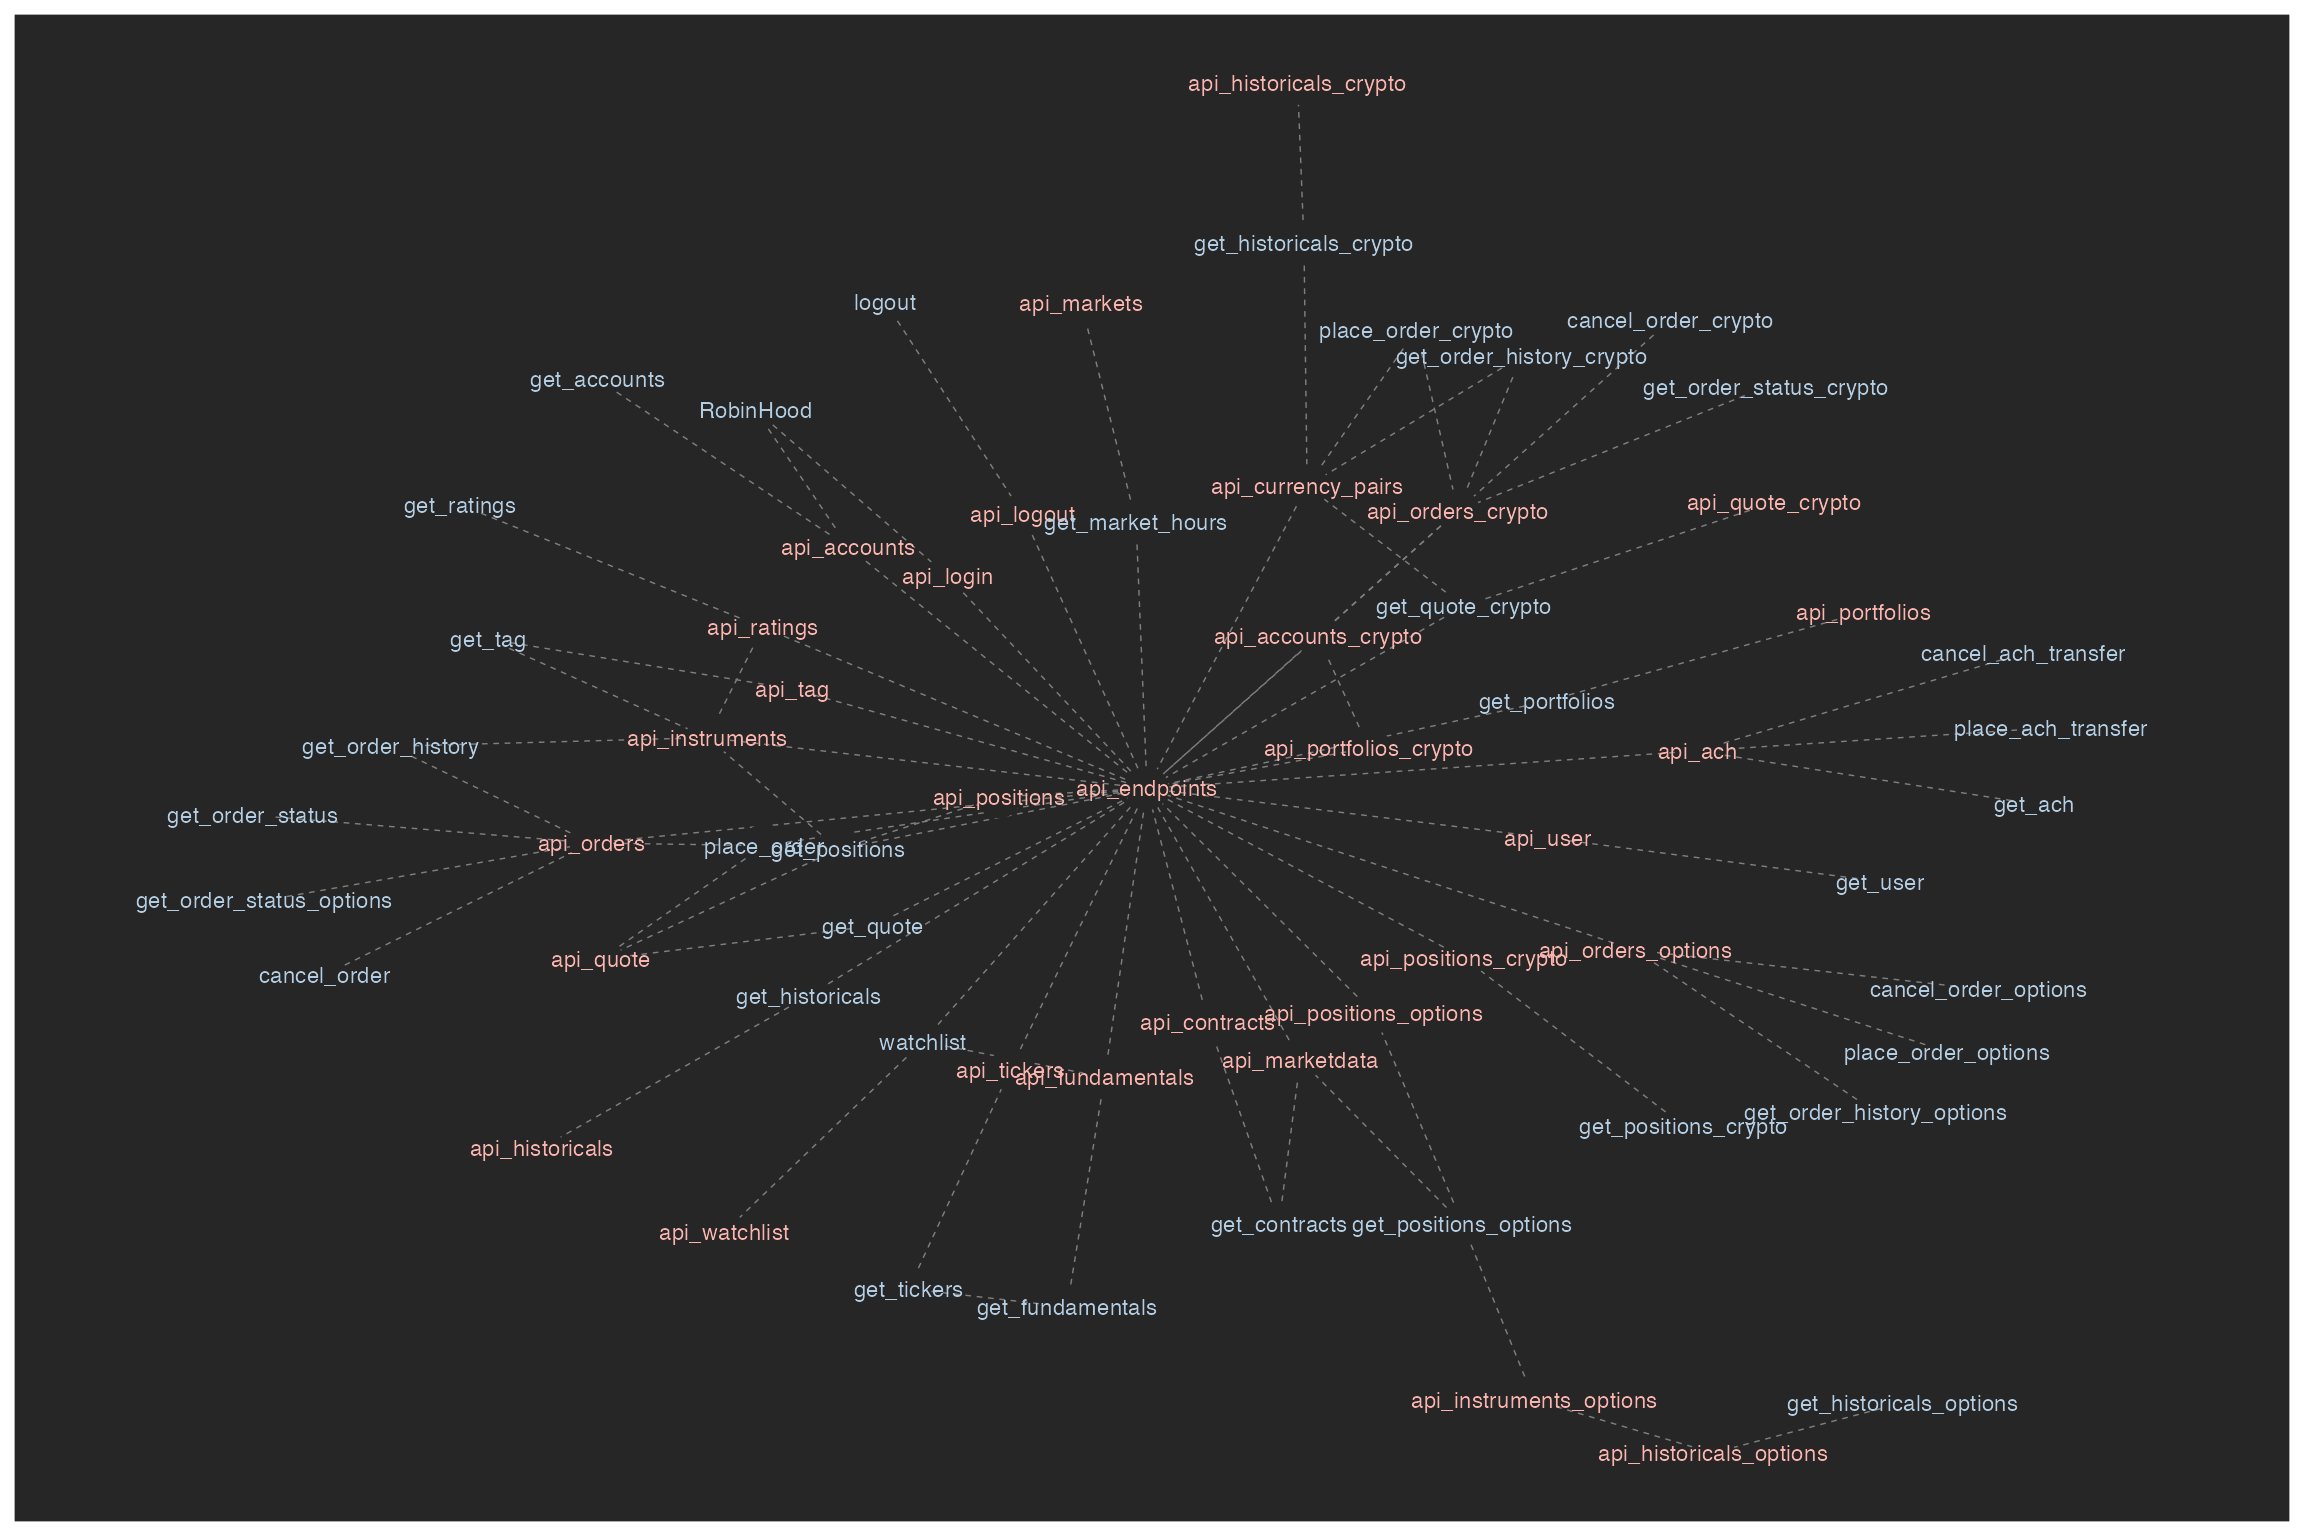 api_historicals_crypto
get_historicals_crypto
logout
api_markets
cancel_order_crypto
place_order_crypto
get_order_history_crypto
get_accounts
get_order_status_crypto
RobinHood
api_currency_pairs
api_quote_crypto
get_ratings
api_orders_crypto
api_logout
get_market_hours
api_accounts
api_login
get_quote_crypto
api_portfolios
api_ratings
api_accounts_crypto
get_tag
cancel_ach_transfer
api_tag
get_portfolios
place_ach_transfer
api_instruments
get_order_history
api_portfolios_crypto
api_ach
api_endpoints
api_positions
get_ach
get_order_status
api_user
api_orders
place_order
get_positions
get_user
get_order_status_options
get_quote
api_orders_options
api_quote
api_positions_crypto
cancel_order
cancel_order_options
get_historicals
api_positions_options
api_contracts
watchlist
place_order_options
api_marketdata
api_tickers
api_fundamentals
get_order_history_options
get_positions_crypto
api_historicals
get_contracts
get_positions_options
api_watchlist
get_tickers
get_fundamentals
api_instruments_options
get_historicals_options
api_historicals_options